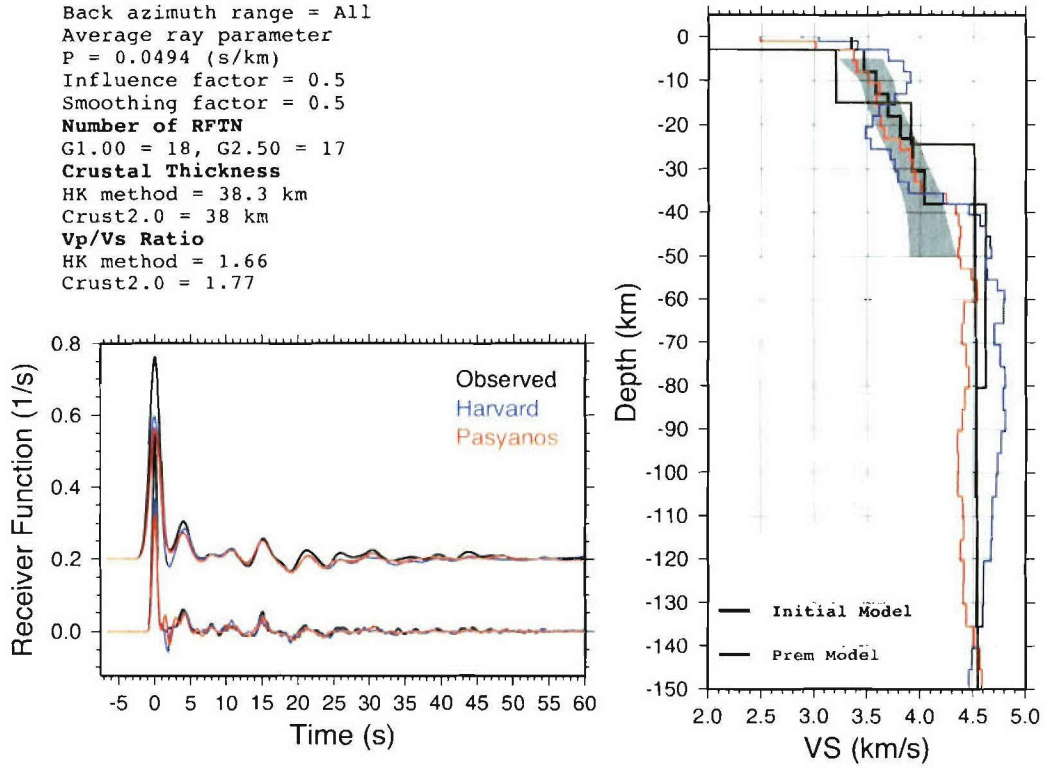 Back azimuth range = All
Average ray parameter
P = 0.0494 (s/km)
Influence factor = 0.5
Smoothing factor = 0.5
Number of RFTN
G1.00 = 18, G2.50 = 17
Crustal Thickness
HK method = 38.3 km
Crust2.0 = 38 km
Vp/Vs Ratio
HK method = 1.66
Crust2.0 = 1.77
Receiver Function (1/s)
0.8
0.6
0.4
0.2
0.0
Observed
Harvard
Pasyanos
-5 0 5 10 15 20 25 30 35 40 45 50 55 60
Time (s)
Depth (km)
0
-10
-20
-30
-40
-50
-60
-70
-80
-90
-100
-110
-120
-130
-140
-150
Initial Model
Prem Model
2.0 2.5 3.0 3.5 4.0 4.5 5.0
VS (km/s)